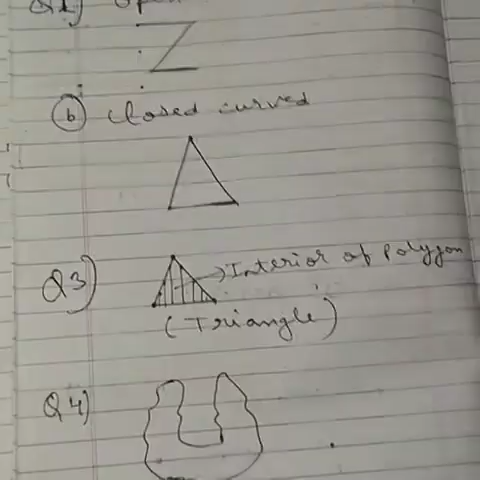 (b) Closed curved
Q3)
Interior of Polygon
(Triangle)
Q4)